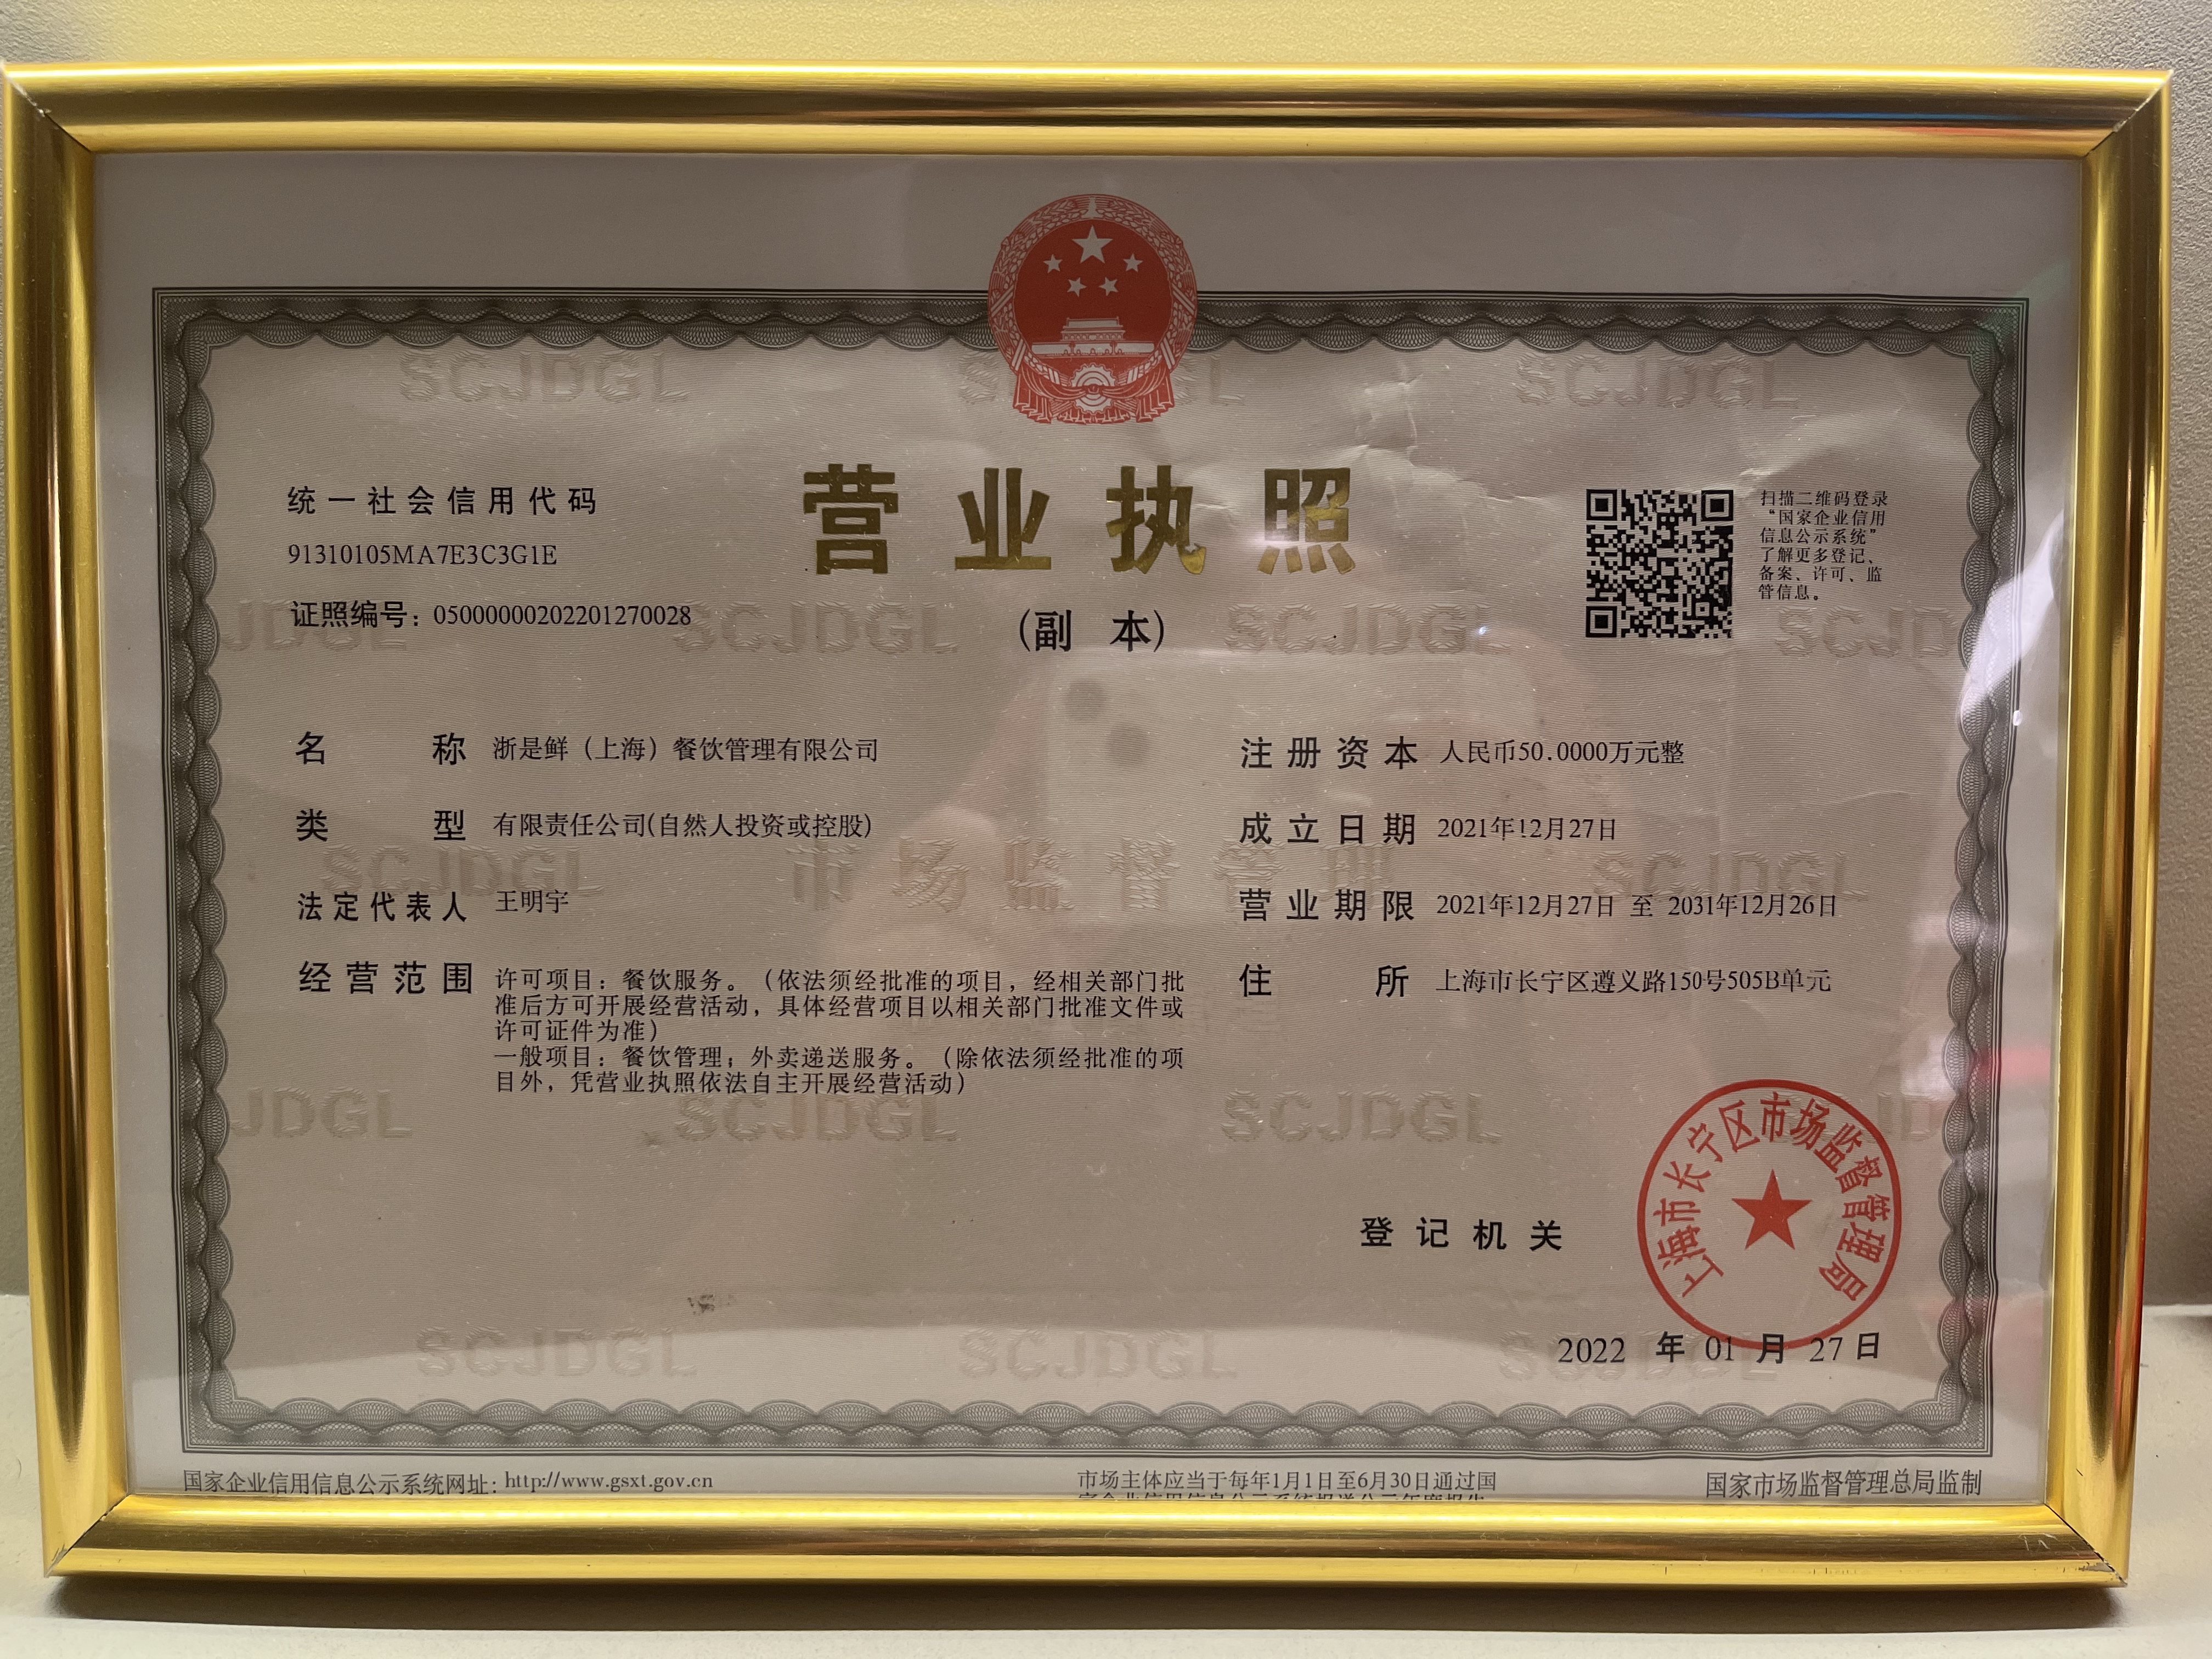 营业执照
(副 本)
统一社会信用代码
91310105MA7E3C3G1E
证照编号：05000000202201270028
扫描二维码登录
“国家企业信用
信息公示系统”
了解更多登记、
备案、许可、监
管信息。
名 称 浙是鲜（上海）餐饮管理有限公司
类 型 有限责任公司(自然人投资或控股)
法定代表人 王明宇
经营范围 许可项目：餐饮服务。（依法须经批准的项目，经相关部门批
准后方可开展经营活动，具体经营项目以相关部门批准文件或
许可证件为准）
一般项目：餐饮管理；外卖递送服务。（除依法须经批准的项
目外，凭营业执照依法自主开展经营活动）
注册资本 人民币50.0000万元整
成立日期 2021年12月27日
营业期限 2021年12月27日 至 2031年12月26日
住 所 上海市长宁区遵义路150号505B单元
市场监督管理
SCJDGL
登记机关
上海市长宁区市场监督管理局
2022 年 01 月 27 日
国家企业信用信息公示系统网址：http://www.gsxt.gov.cn
市场主体应当于每年1月1日至6月30日通过国
国家市场监督管理总局监制